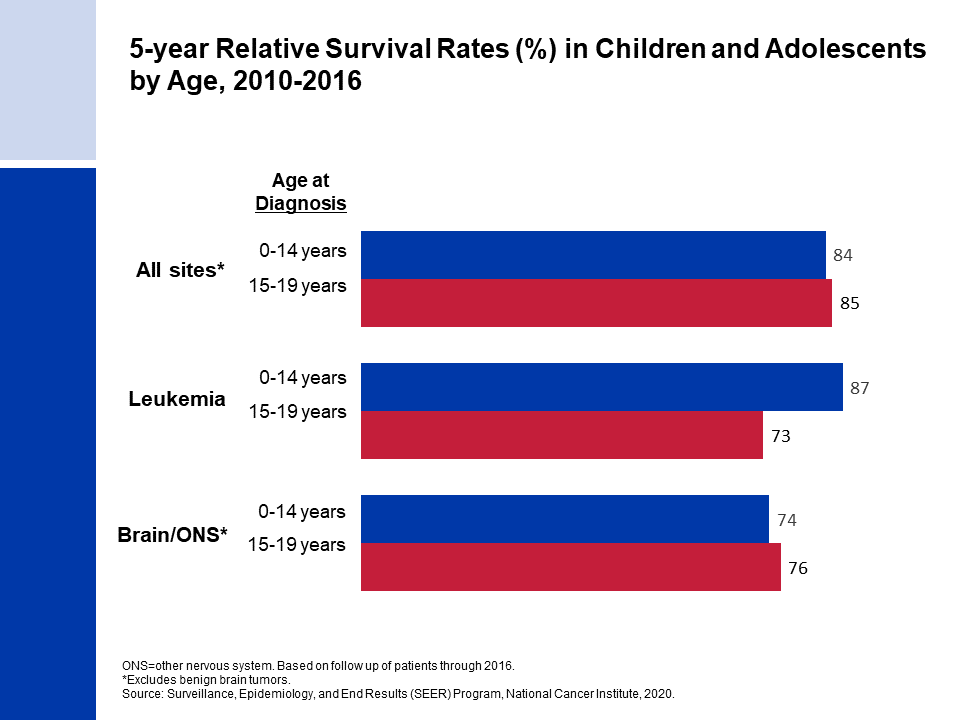 5-year Relative Survival Rates (%) in Children and Adolescents
by Age, 2010-2016
Age at
Diagnosis
All sites*
0-14 years
84
15-19 years
85
Leukemia
0-14 years
87
15-19 years
73
Brain/ONS*
0-14 years
74
15-19 years
76
ONS=other nervous system. Based on follow up of patients through 2016.
*Excludes benign brain tumors.
Source: Surveillance, Epidemiology, and End Results (SEER) Program, National Cancer Institute, 2020.